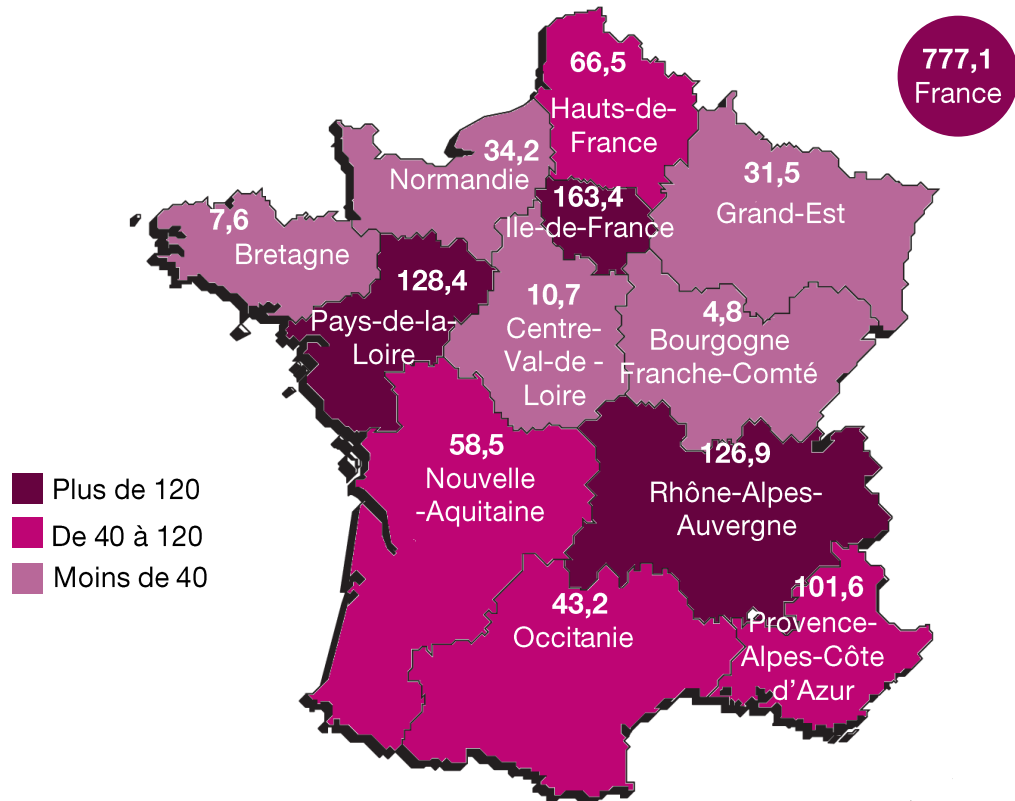 777,1
France
66,5
Hauts-de-
France
34,2
Normandie
163,4
Ile-de-France
31,5
Grand-Est
7,6
Bretagne
128,4
Pays-de-la-
Loire
10,7
Centre-
Val-de -
Loire
4,8
Bourgogne
Franche-Comté
58,5
Nouvelle
-Aquitaine
126,9
Rhône-Alpes-
Auvergne
43,2
Occitanie
101,6
Provence-
Alpes-Côte
d’Azur
Plus de 120
De 40 à 120
Moins de 40